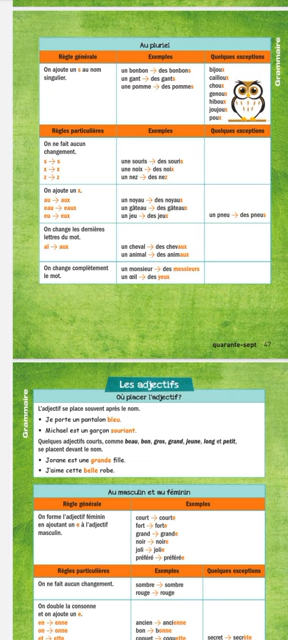 Grammaire
Au pluriel
Règle générale Exemples Quelques exceptions
On ajoute un s au nom
singulier.
un bonbon → des bonbons
un gant → des gants
une pomme → des pommes
bijoux
cailloux
choux
genoux
hiboux
joujoux
poux
Règles particulières Exemples Quelques exceptions
On ne fait aucun
changement.
s → s
x → x
z → z
une souris → des souris
une noix → des noix
un nez → des nez
On ajoute un x.
au → aux
eau → eaux
eu → eux
un noyau → des noyaux
un gâteau → des gâteaux
un jeu → des jeux
un pneu → des pneus
On change les dernières
lettres du mot.
al → aux
un cheval → des chevaux
un animal → des animaux
On change complètement
le mot.
un monsieur → des messieurs
un œil → des yeux
quarante-sept 47
Grammaire
Les adjectifs
Où placer l'adjectif?
L'adjectif se place souvent après le nom.
• Je porte un pantalon bleu.
• Michael est un garçon souriant.
Quelques adjectifs courts, comme beau, bon, gros, grand, jeune, long et petit,
se placent devant le nom.
• Jorane est une grande fille.
• J'aime cette belle robe.
Au masculin et au féminin
Règle générale Exemples
On forme l'adjectif féminin
en ajoutant un e à l'adjectif
masculin.
court → courte
fort → forte
grand → grande
noir → noire
joli → jolie
préféré → préférée
Règles particulières Exemples Quelques exceptions
On ne fait aucun changement.
sombre → sombre
rouge → rouge
On double la consonne
et on ajoute un e.
en → enne
on → onne
et → ette
ancien → ancienne
bon → bonne
coquet → coquette
secret → secrète